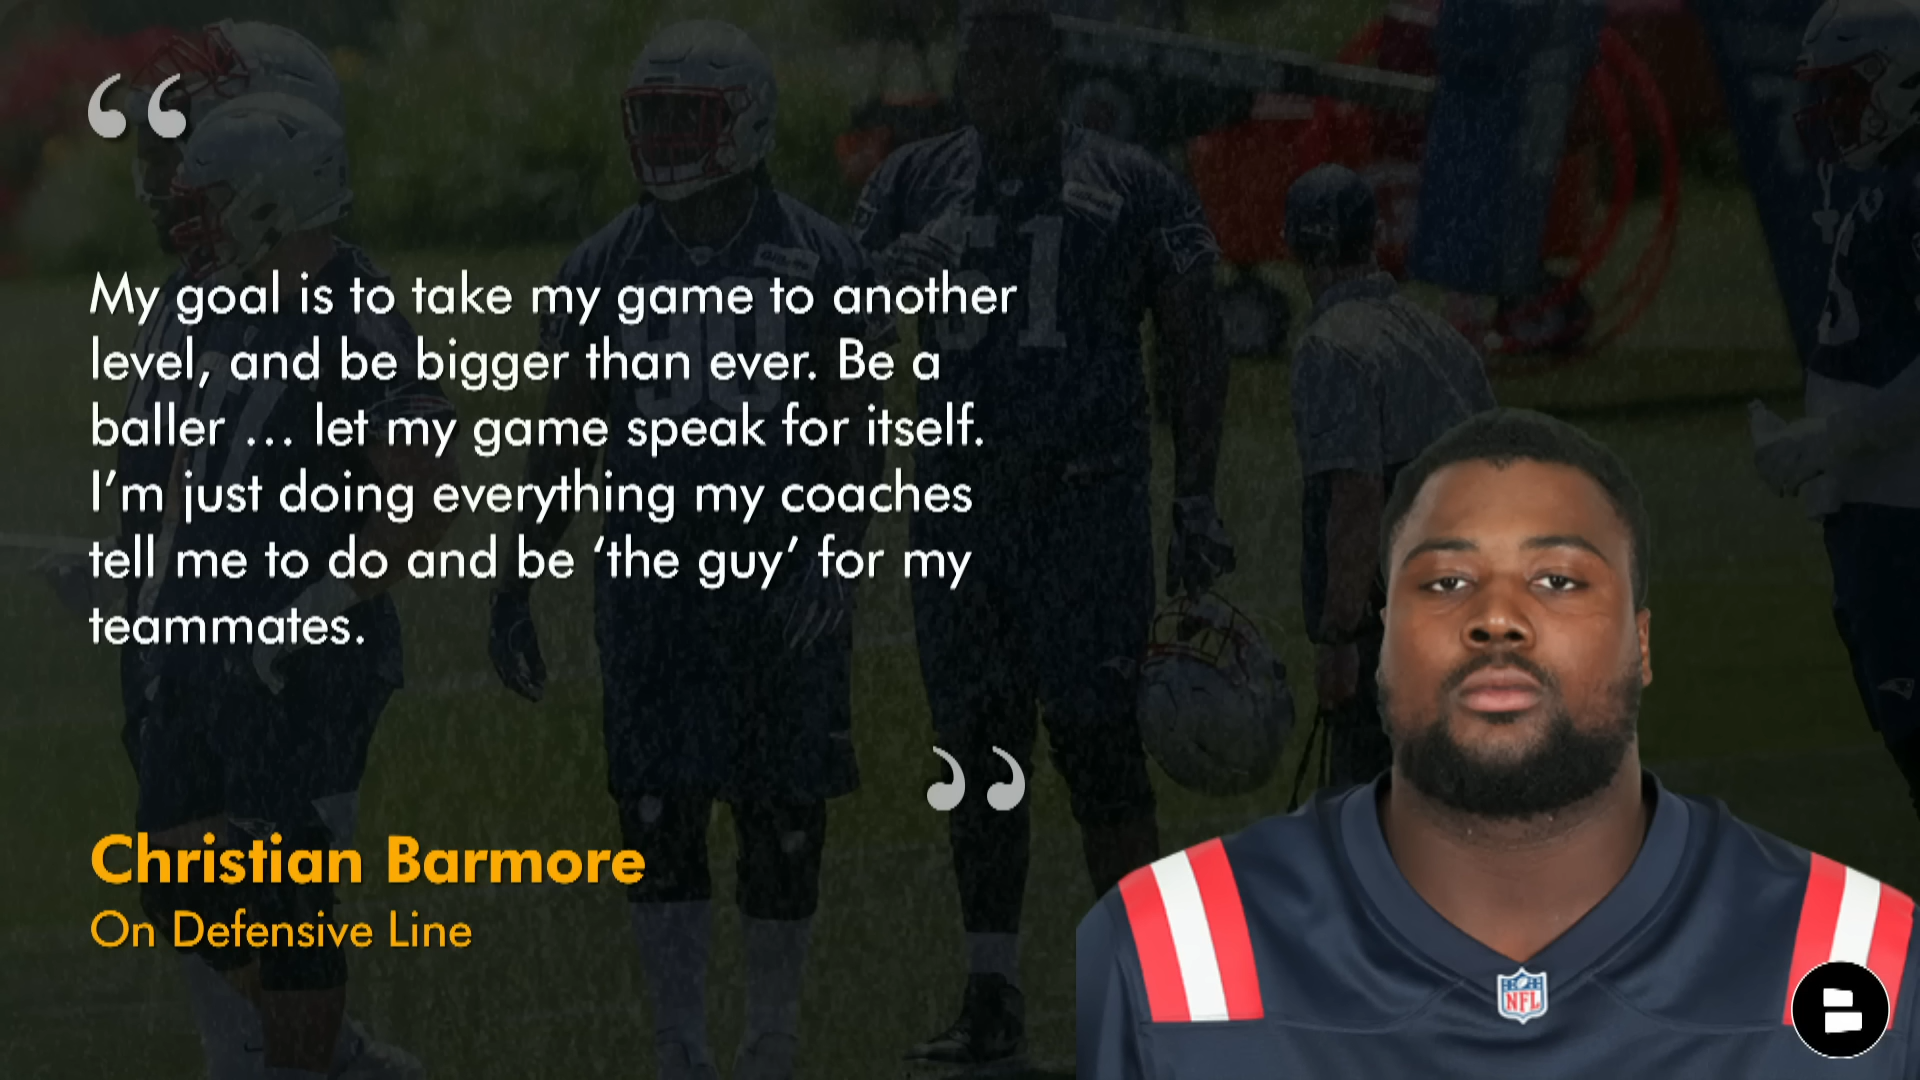 “
My goal is to take my game to another
level, and be bigger than ever. Be a
baller … let my game speak for itself.
I’m just doing everything my coaches
tell me to do and be ‘the guy’ for my
teammates.
”
Christian Barmore
On Defensive Line
90
51
NFL
B